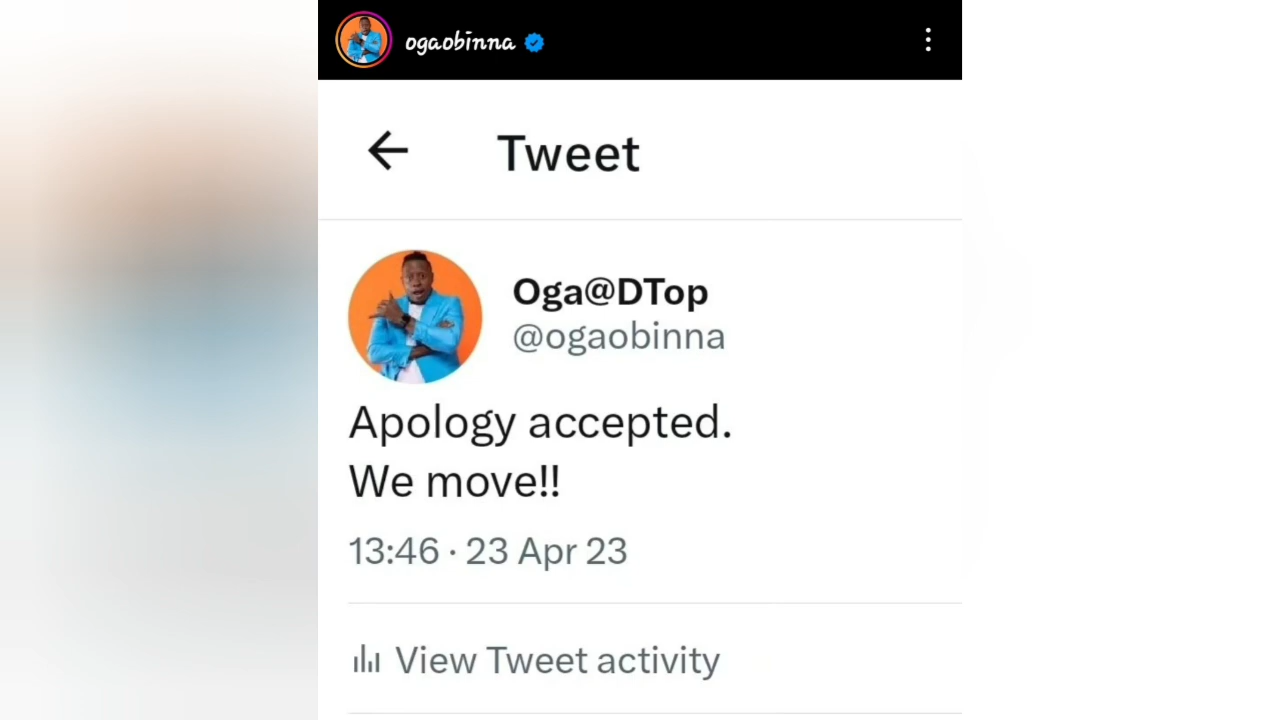 ogaobinna
Tweet
Oga@DTop
@ogaobinna
Apology accepted.
We move!!
13:46 · 23 Apr 23
View Tweet activity